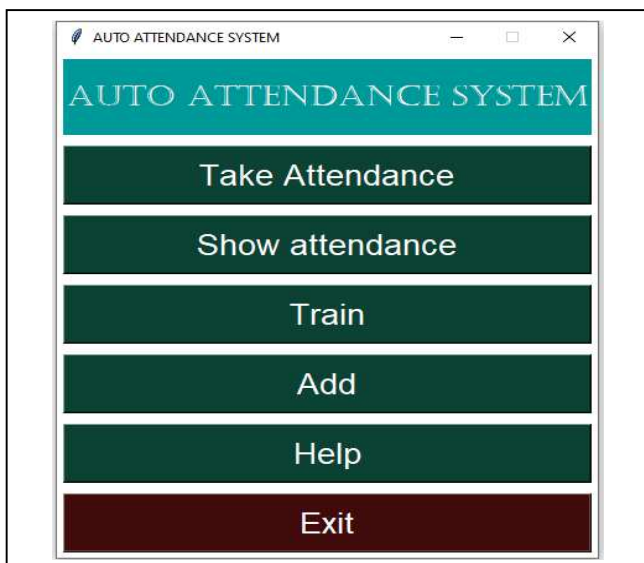 AUTO ATTENDANCE SYSTEM
AUTO ATTENDANCE SYSTEM
Take Attendance
Show attendance
Train
Add
Help
Exit